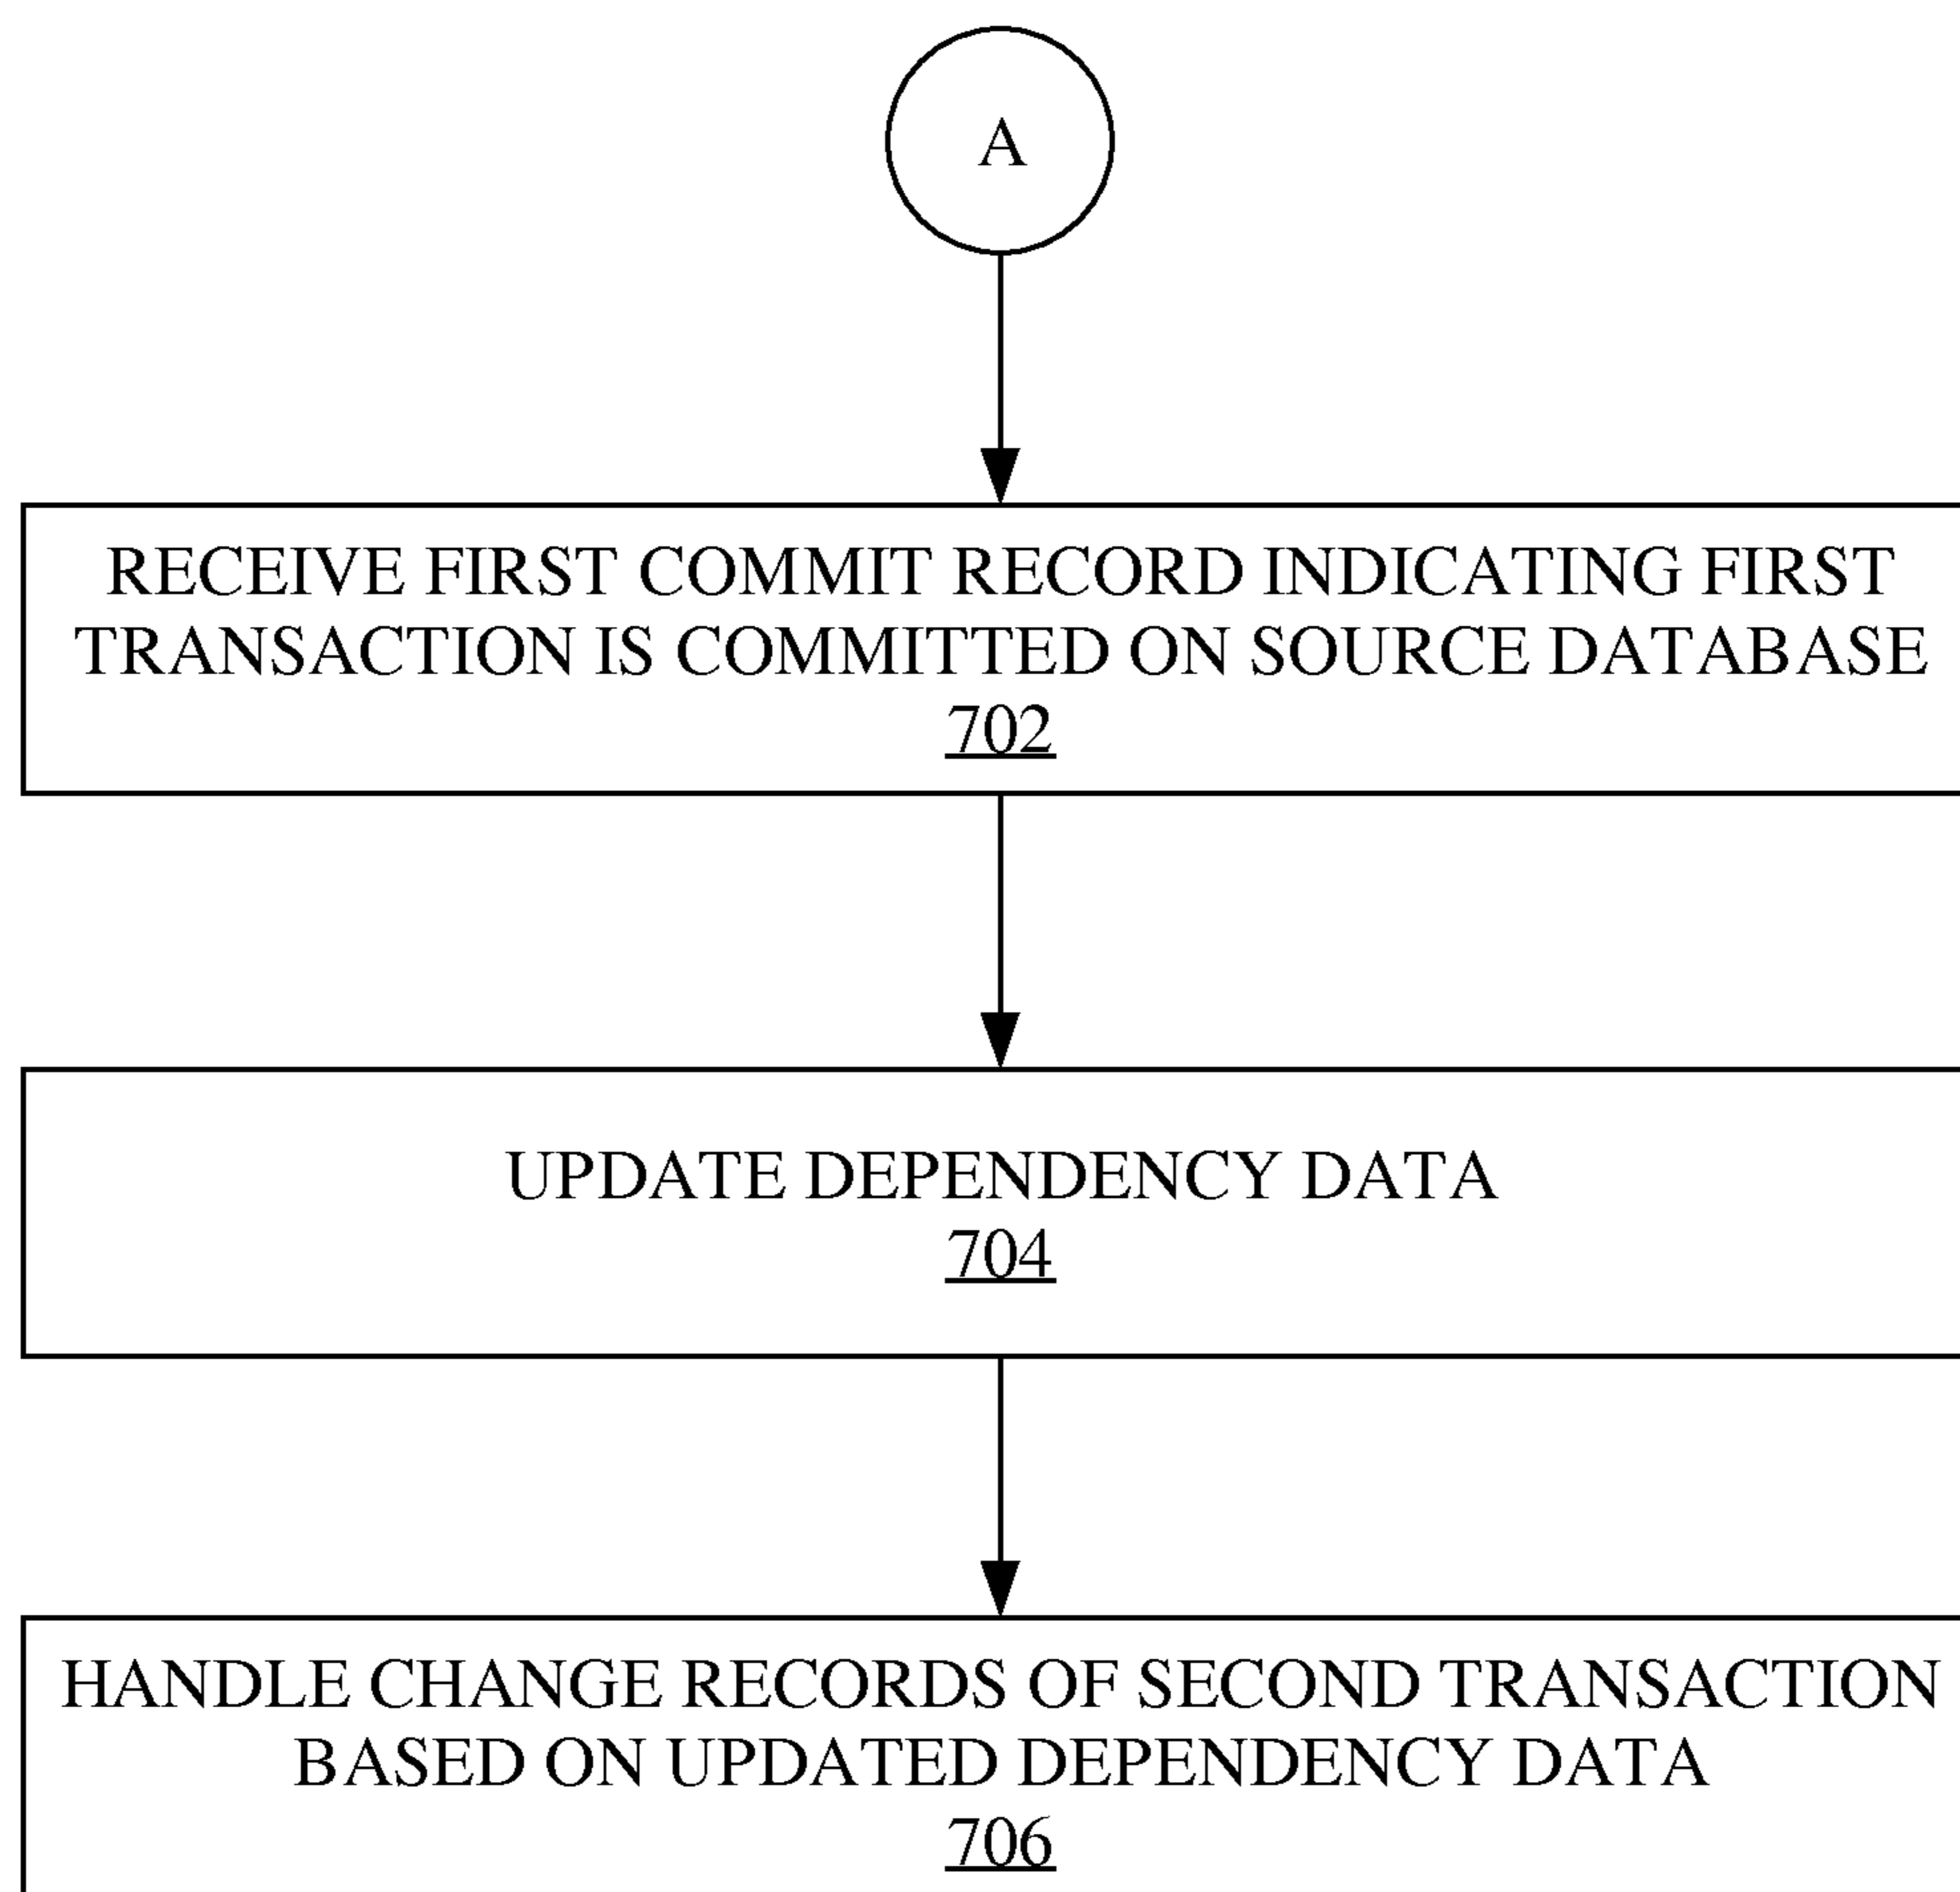 A
RECEIVE FIRST COMMIT RECORD INDICATING FIRST
TRANSACTION IS COMMITTED ON SOURCE DATABASE
702
UPDATE DEPENDENCY DATA
704
HANDLE CHANGE RECORDS OF SECOND TRANSACTION
BASED ON UPDATED DEPENDENCY DATA
706